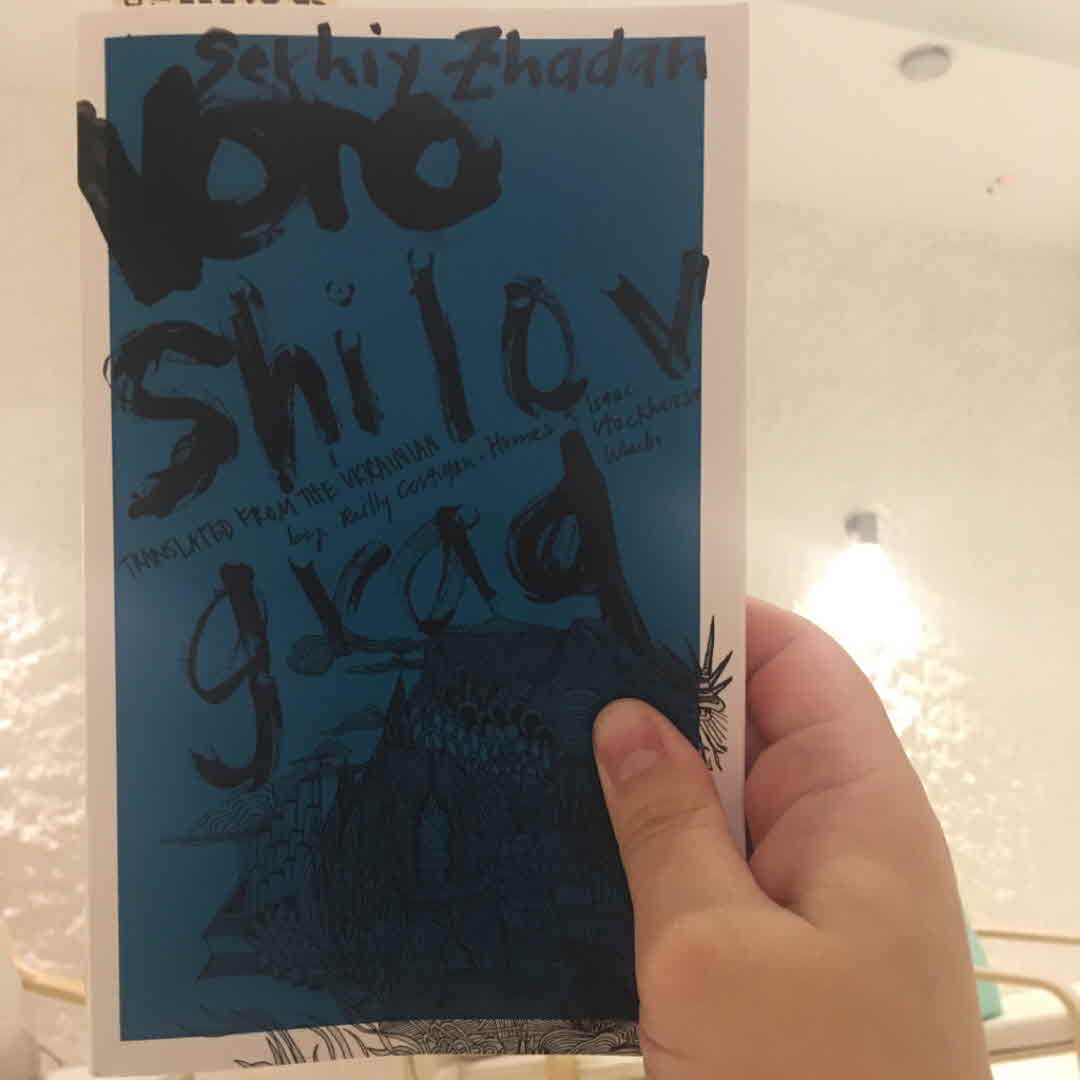 Serhiy Zhadan
Voro
shilov
TRANSLATED FROM THE UKRAINIAN
by Reilly Costigan-Humes & Isaac
Stackhouse
Wheeler
grad